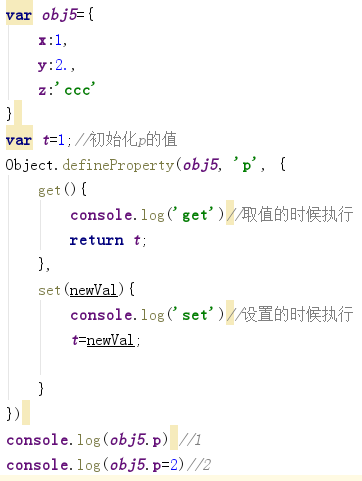 var obj5={
x:1,
y:2.,
z:'ccc'
}
var t=1;//初始化p的值
Object.defineProperty(obj5, 'p', {
get(){
console.log('get')//取值的时候执行
return t;
},
set(newVal){
console.log('set')//设置的时候执行
t=newVal;
}
})
console.log(obj5.p) //1
console.log(obj5.p=2)//2